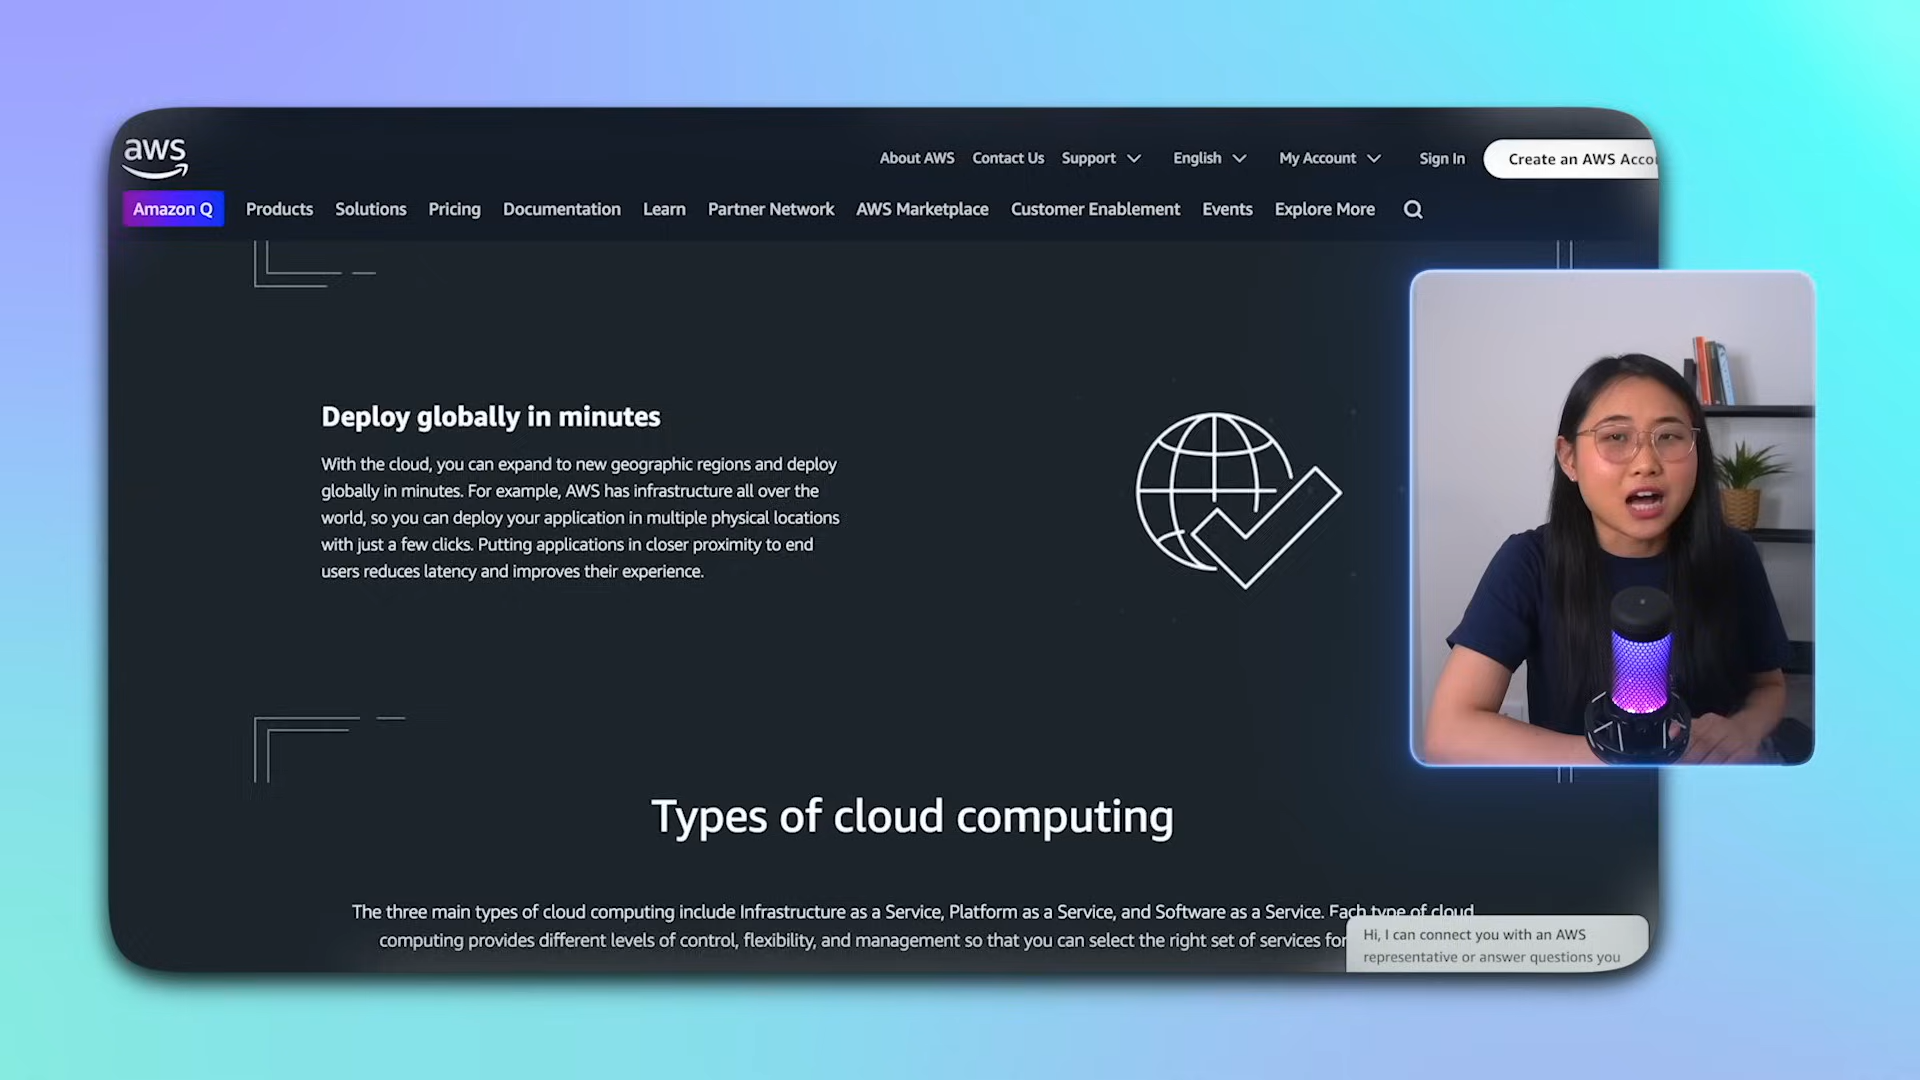 aws
About AWS Contact Us Support English My Account Sign In Create an AWS Acco
Amazon Q Products Solutions Pricing Documentation Learn Partner Network AWS Marketplace Customer Enablement Events Explore More
Deploy globally in minutes
With the cloud, you can expand to new geographic regions and deploy
globally in minutes. For example, AWS has infrastructure all over the
world, so you can deploy your application in multiple physical locations
with just a few clicks. Putting applications in closer proximity to end
users reduces latency and improves their experience.
Types of cloud computing
The three main types of cloud computing include Infrastructure as a Service, Platform as a Service, and Software as a Service. Each type of cloud
computing provides different levels of control, flexibility, and management so that you can select the right set of services for
Hi, I can connect you with an AWS
representative or answer questions you